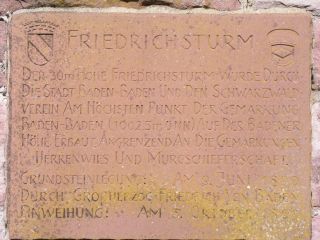 FRIEDRICHSTURM
DER 30m HOHE FRIEDRICHSTURM WURDE DURCH
DIE STADT BADEN-BADEN UND DEN SCHWARZWALD
VEREIN AM HÖCHSTEN PUNKT DER GEMARKUNG
BADEN-BADEN (1002.5m ü NN) AUF DER BADENER
HÖHE ERBAUT. ANGRENZEND AN DIE GEMARKUNGEN
HERRENWIES UND MURGSCHIFFERSCHAFT
GRUNDSTEINLEGUNG AM JUNI
DURCH GROẞHERZOG FRIEDRICH VON BADEN
EINWEIHUNG: AM 5. OKTOBER